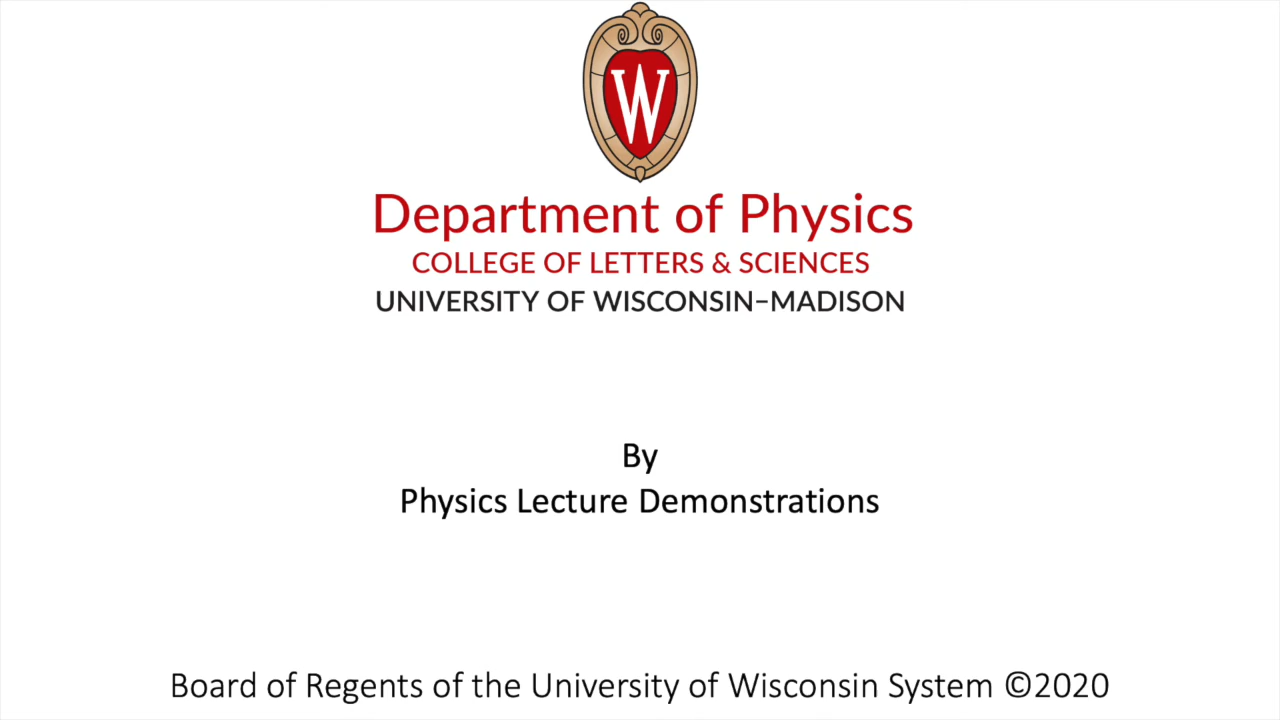 W
Department of Physics
COLLEGE OF LETTERS & SCIENCES
UNIVERSITY OF WISCONSIN–MADISON
By
Physics Lecture Demonstrations
Board of Regents of the University of Wisconsin System ©2020